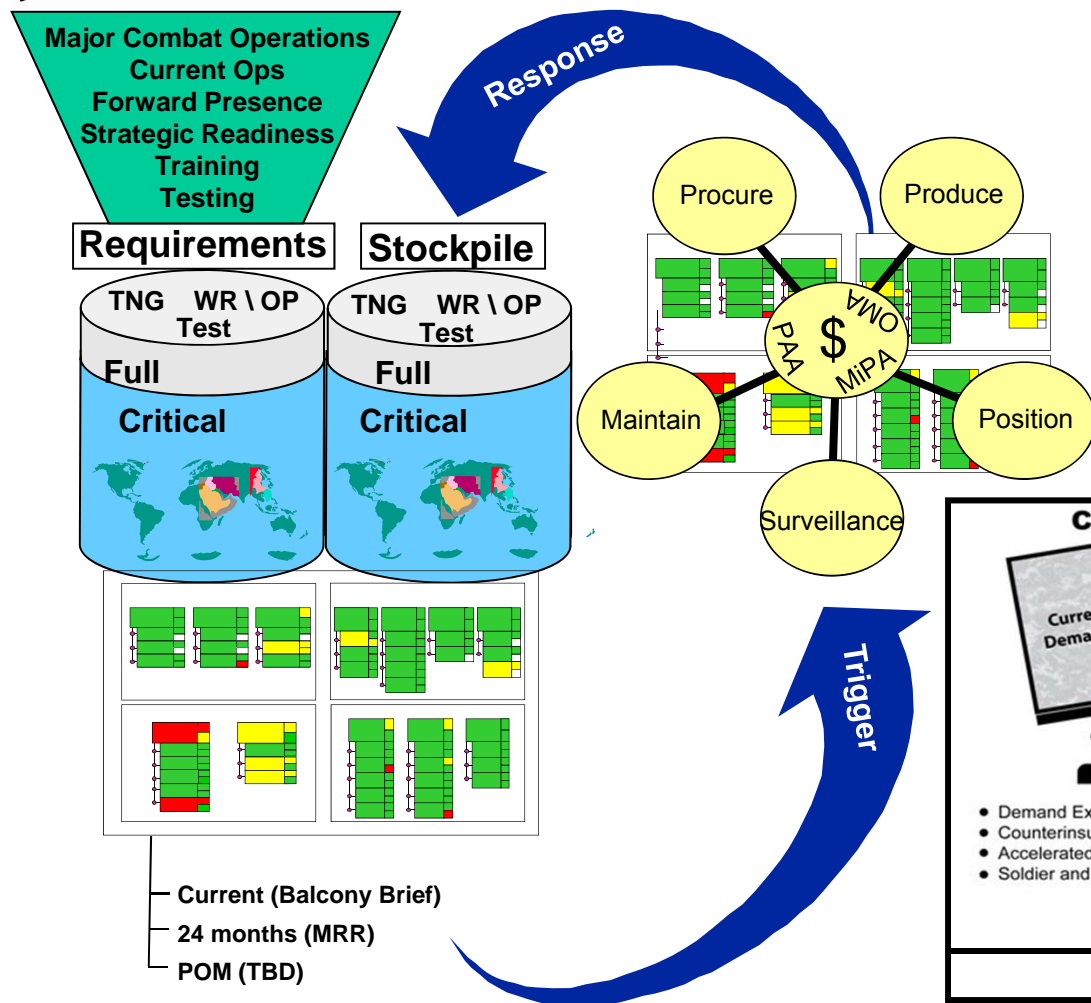 Major Combat Operations
Current Ops
Forward Presence
Strategic Readiness
Training
Testing
Requirements
Stockpile
TNG WR \ OP
Test
Full
Critical
TNG WR \ OP
Test
Full
Critical
Response
Procure
Produce
Maintain
Position
Surveillance
$
PAA
MiPA
OMA
Trigger
Current (Balcony Brief)
24 months (MRR)
POM (TBD)
● Demand
● 
● Accelerated
● Soldier and